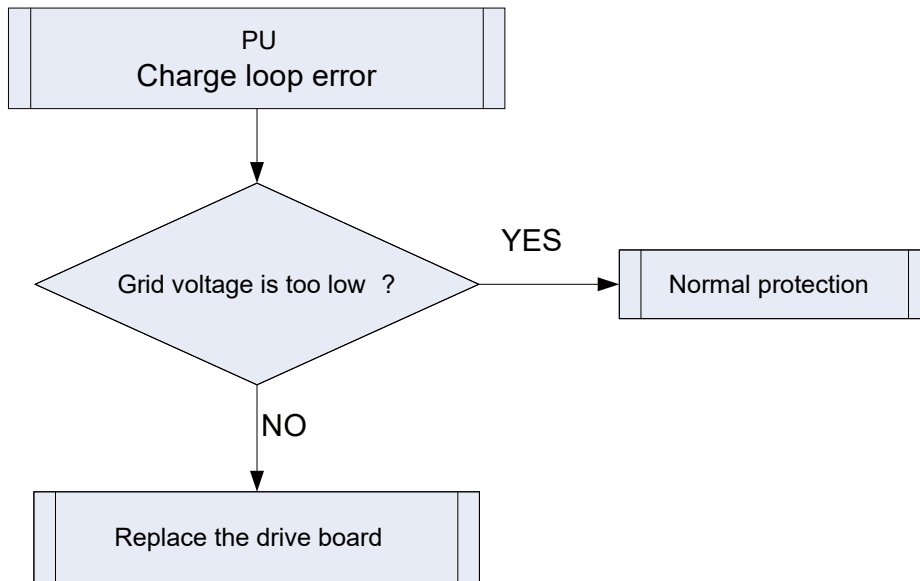 PU
Charge loop error
Grid voltage is too low ?
YES
Normal protection
NO
Replace the drive board